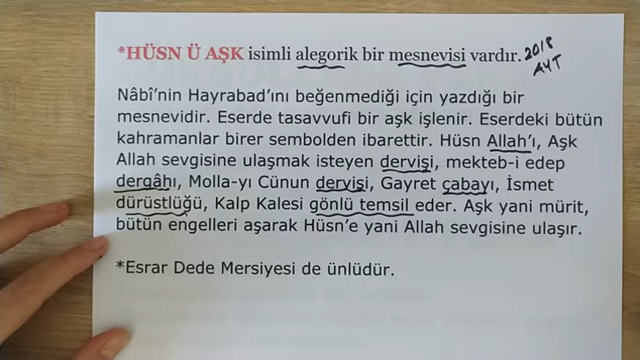 *HÜSN Ü AŞK isimli alegorik bir mesnevisi vardır. 2018
AYT
Nâbî’nin Hayrabad’ını beğenmediği için yazdığı bir
mesnevidir. Eserde tasavvufi bir aşk işlenir. Eserdeki bütün
kahramanlar birer sembolden ibarettir. Hüsn Allah’ı, Aşk
Allah sevgisine ulaşmak isteyen dervişi, mekteb-i edep
dergâhı, Molla-yı Cünun dervişi, Gayret çabayı, İsmet
dürüstlüğü, Kalp Kalesi gönlü temsil eder. Aşk yani mürit,
bütün engelleri aşarak Hüsn’e yani Allah sevgisine ulaşır.
*Esrar Dede Mersiyesi de ünlüdür.